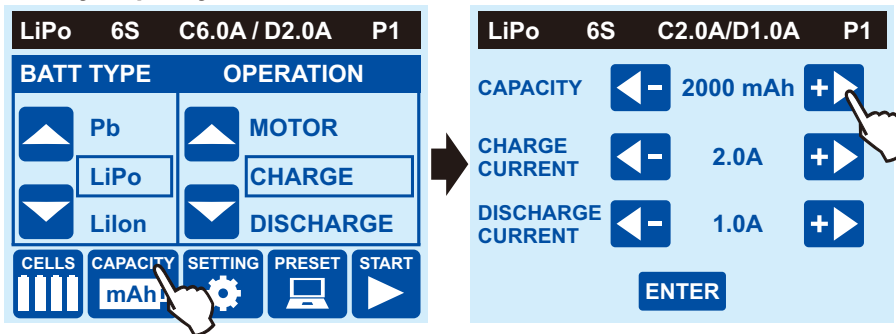 LiPo 6S C6.0A / D2.0A P1
BATT TYPE OPERATION
Pb MOTOR
LiPo CHARGE
LiIon DISCHARGE
CELLS CAPACITY SETTING PRESET START
mAh
LiPo 6S C2.0A/D1.0A P1
CAPACITY - 2000 mAh +
CHARGE
CURRENT - 2.0A +
DISCHARGE
CURRENT - 1.0A +
ENTER